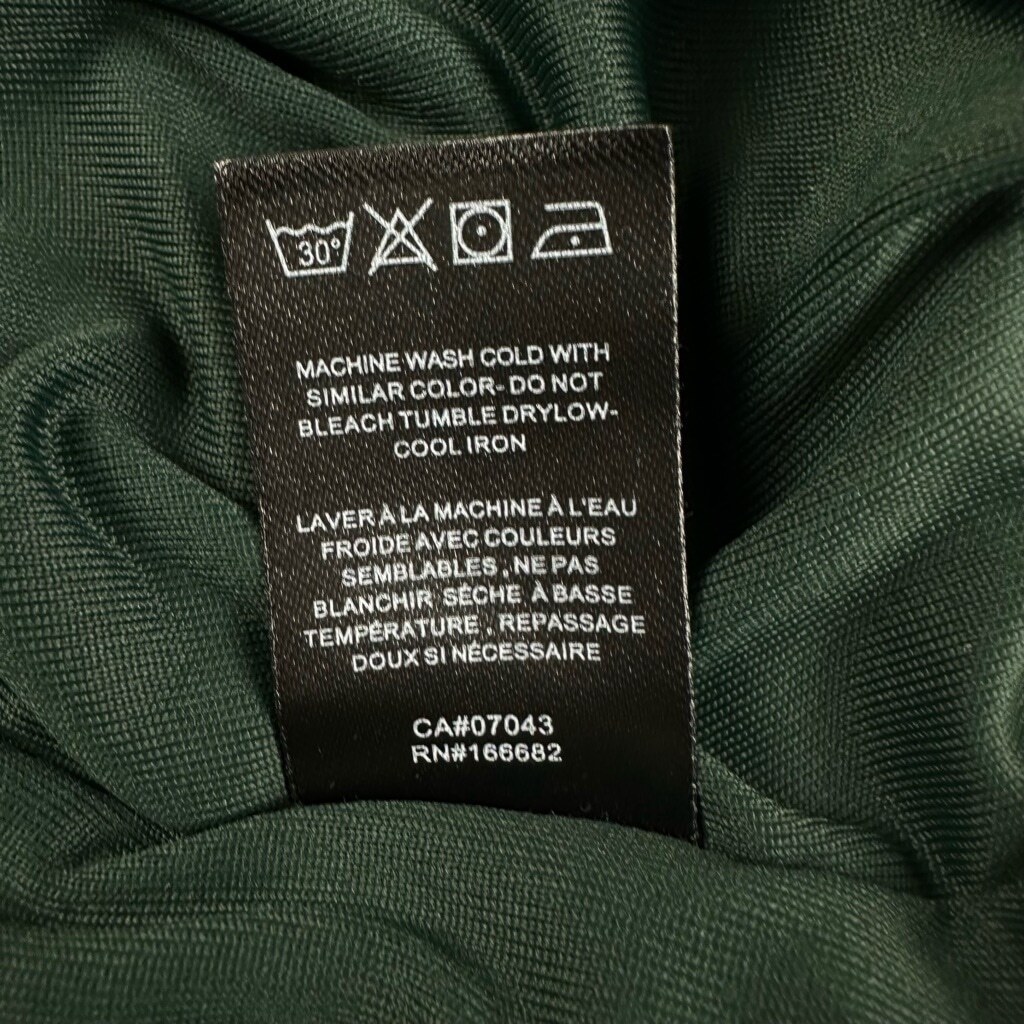 30°
MACHINE WASH COLD WITH
SIMILAR COLOR- DO NOT
BLEACH TUMBLE DRYLOW-
COOL IRON
LAVER À LA MACHINE À L'EAU
FROIDE AVEC COULEURS
SEMBLABLES , NE PAS
BLANCHIR SÉCHE À BASSE
TEMPÉRATURE , REPASSAGE
DOUX SI NÉCESSAIRE
CA#07043
RN#166682